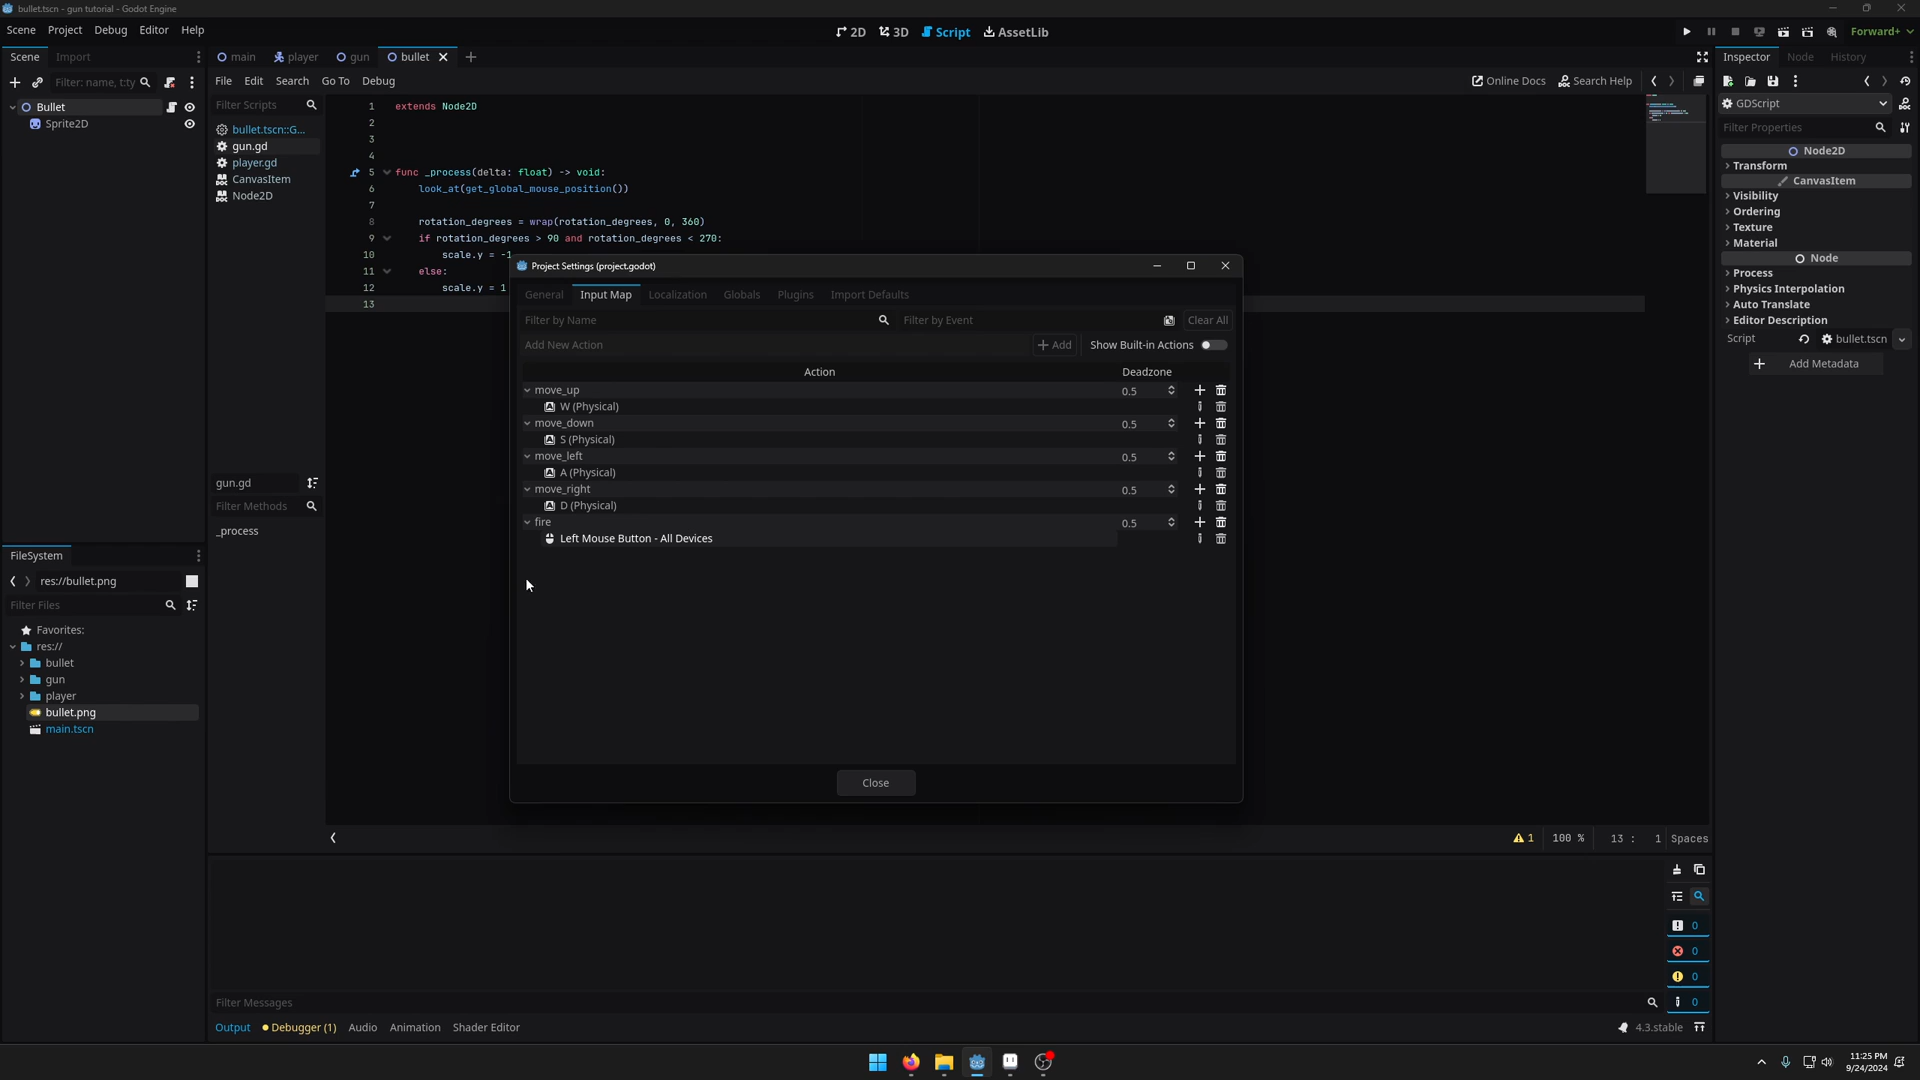 bullet.tscn - gun tutorial - Godot Engine
Scene Project Debug Editor Help
2D 3D Script AssetLib
Forward+
Scene Import
main player gun bullet
Inspector Node History
Filter: name, t:ty
File Edit Search Go To Debug
Online Docs Search Help
Bullet
Sprite2D
Filter Scripts
bullet.tscn::G...
gun.gd
player.gd
CanvasItem
Node2D
gun.gd
Filter Methods
_process
1 extends Node2D
2
3
4
5 func _process(delta: float) -> void:
6 look_at(get_global_mouse_position())
7
8 rotation_degrees = wrap(rotation_degrees, 0, 360)
9 if rotation_degrees > 90 and rotation_degrees < 270:
10 scale.y = -1
11 else:
12 scale.y = 1
13
Project Settings (project.godot)
General Input Map Localization Globals Plugins Import Defaults
Filter by Name Filter by Event Clear All
Add New Action Add Show Built-in Actions
Action Deadzone
move_up 0.5
W (Physical)
move_down 0.5
S (Physical)
move_left 0.5
A (Physical)
move_right 0.5
D (Physical)
fire 0.5
Left Mouse Button - All Devices
Close
GDScript
Filter Properties
Node2D
Transform
CanvasItem
Visibility
Ordering
Texture
Material
Node
Process
Physics Interpolation
Auto Translate
Editor Description
Script bullet.tscn
Add Metadata
FileSystem
res://bullet.png
Filter Files
Favorites:
res://
bullet
gun
player
bullet.png
main.tscn
1 100 % 13 : 1 Spaces
0
0
0
0
Filter Messages
Output Debugger (1) Audio Animation Shader Editor
4.3.stable
11:25 PM
9/24/2024